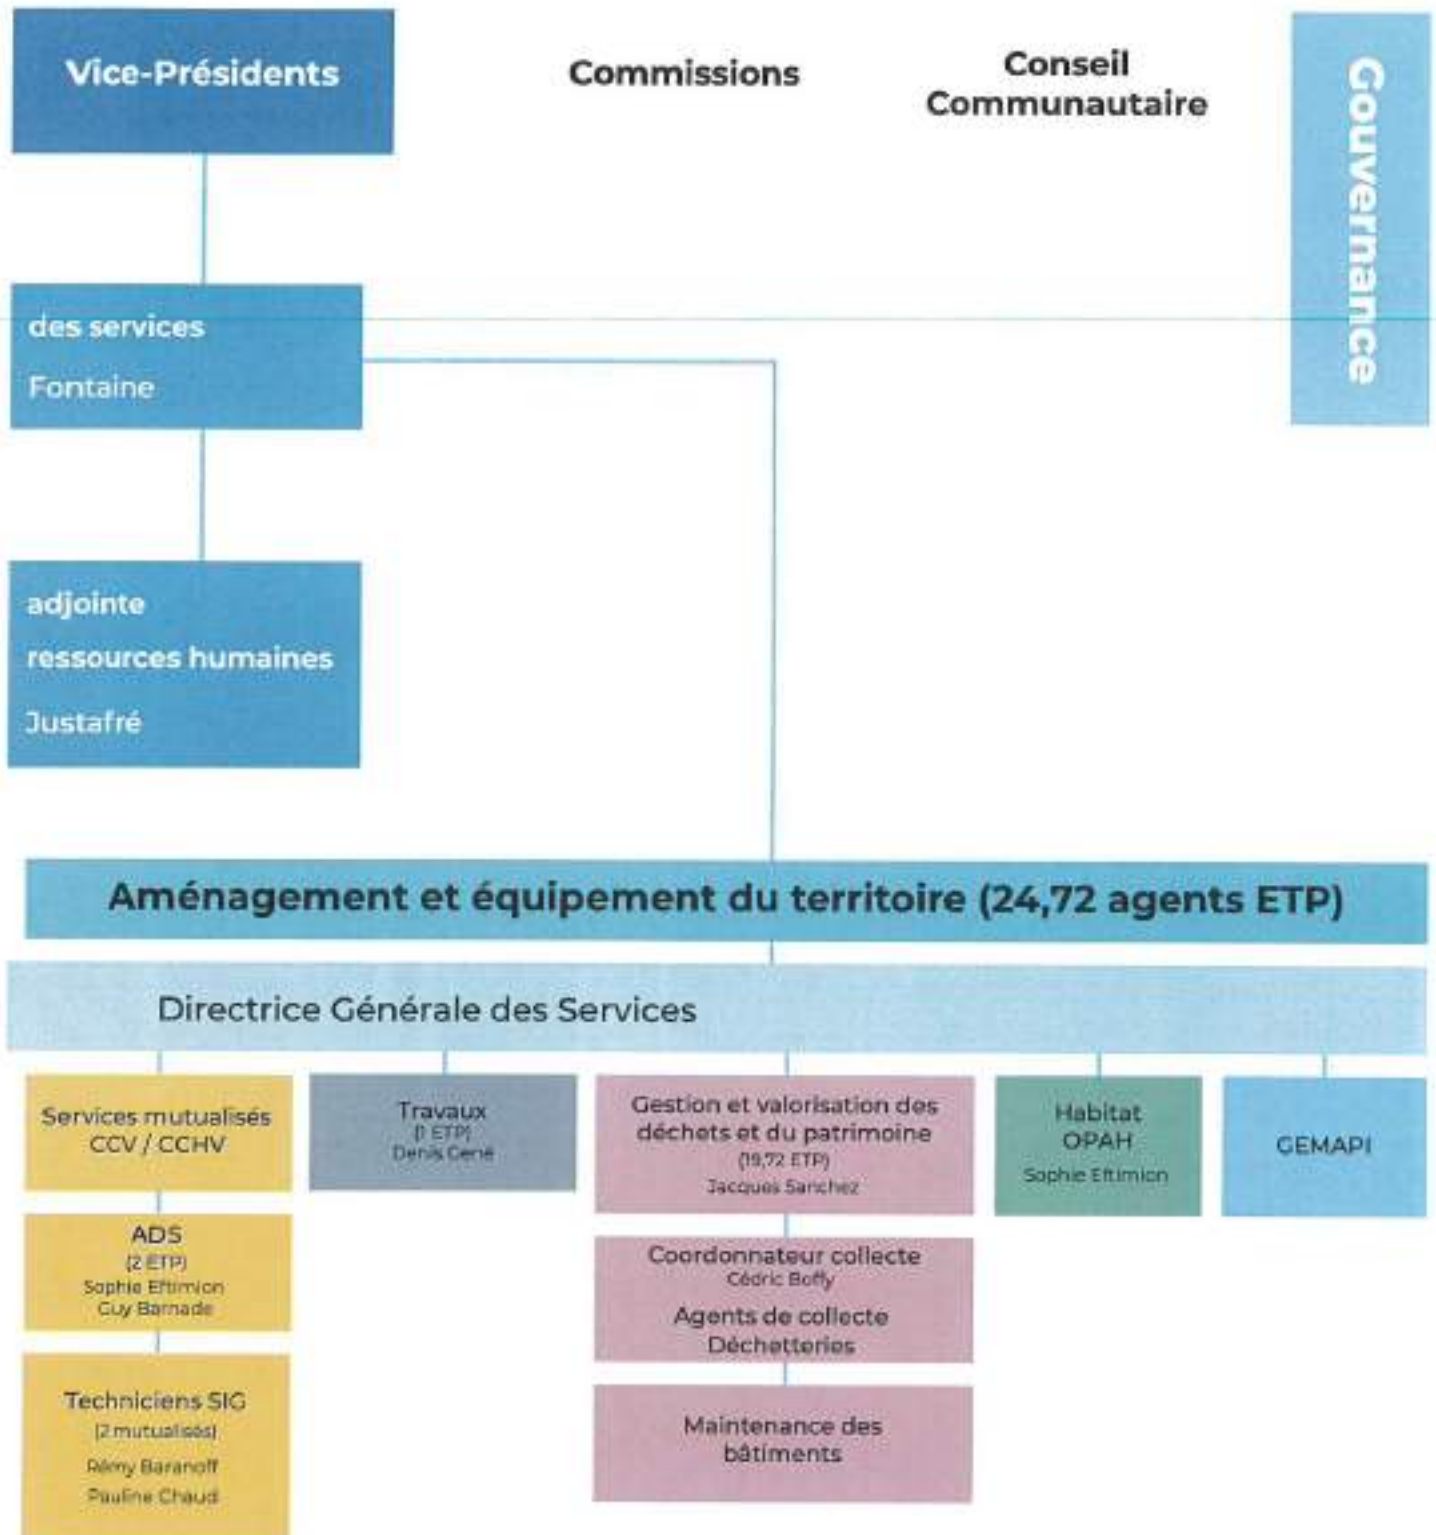 Vice-Présidents
Commissions
Conseil
Communautaire
Gouvernance
des services
Fontaine
adjointe
ressources humaines
Justafré
Aménagement et équipement du territoire (24,72 agents ETP)
Directrice Générale des Services
Services mutualisés
CCV / CCHV
ADS
(2 ETP)
Sophie Eftimion
Guy Barnade
Techniciens SIG
(2 mutualisés)
Rémy Baranoff
Pauline Chaud
Travaux
(1 ETP)
Denis Cené
Gestion et valorisation des
déchets et du patrimoine
(19,72 ETP)
Jacques Sanchez
Coordonnateur collecte
Cédric Boffy
Agents de collecte
Déchetteries
Maintenance des
bâtiments
Habitat
OPAH
Sophie Eftimion
GEMAPI